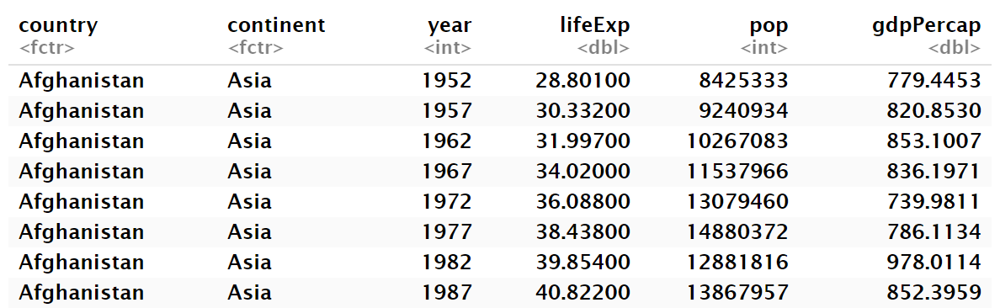 country continent year lifeExp pop gdpPercap
<fctr> <fctr> <int> <dbl> <int> <dbl>
Afghanistan Asia 1952 28.80100 8425333 779.4453
Afghanistan Asia 1957 30.33200 9240934 820.8530
Afghanistan Asia 1962 31.99700 10267083 853.1007
Afghanistan Asia 1967 34.02000 11537966 836.1971
Afghanistan Asia 1972 36.08800 13079460 739.9811
Afghanistan Asia 1977 38.43800 14880372 786.1134
Afghanistan Asia 1982 39.85400 12881816 978.0114
Afghanistan Asia 1987 40.82200 13867957 852.3959